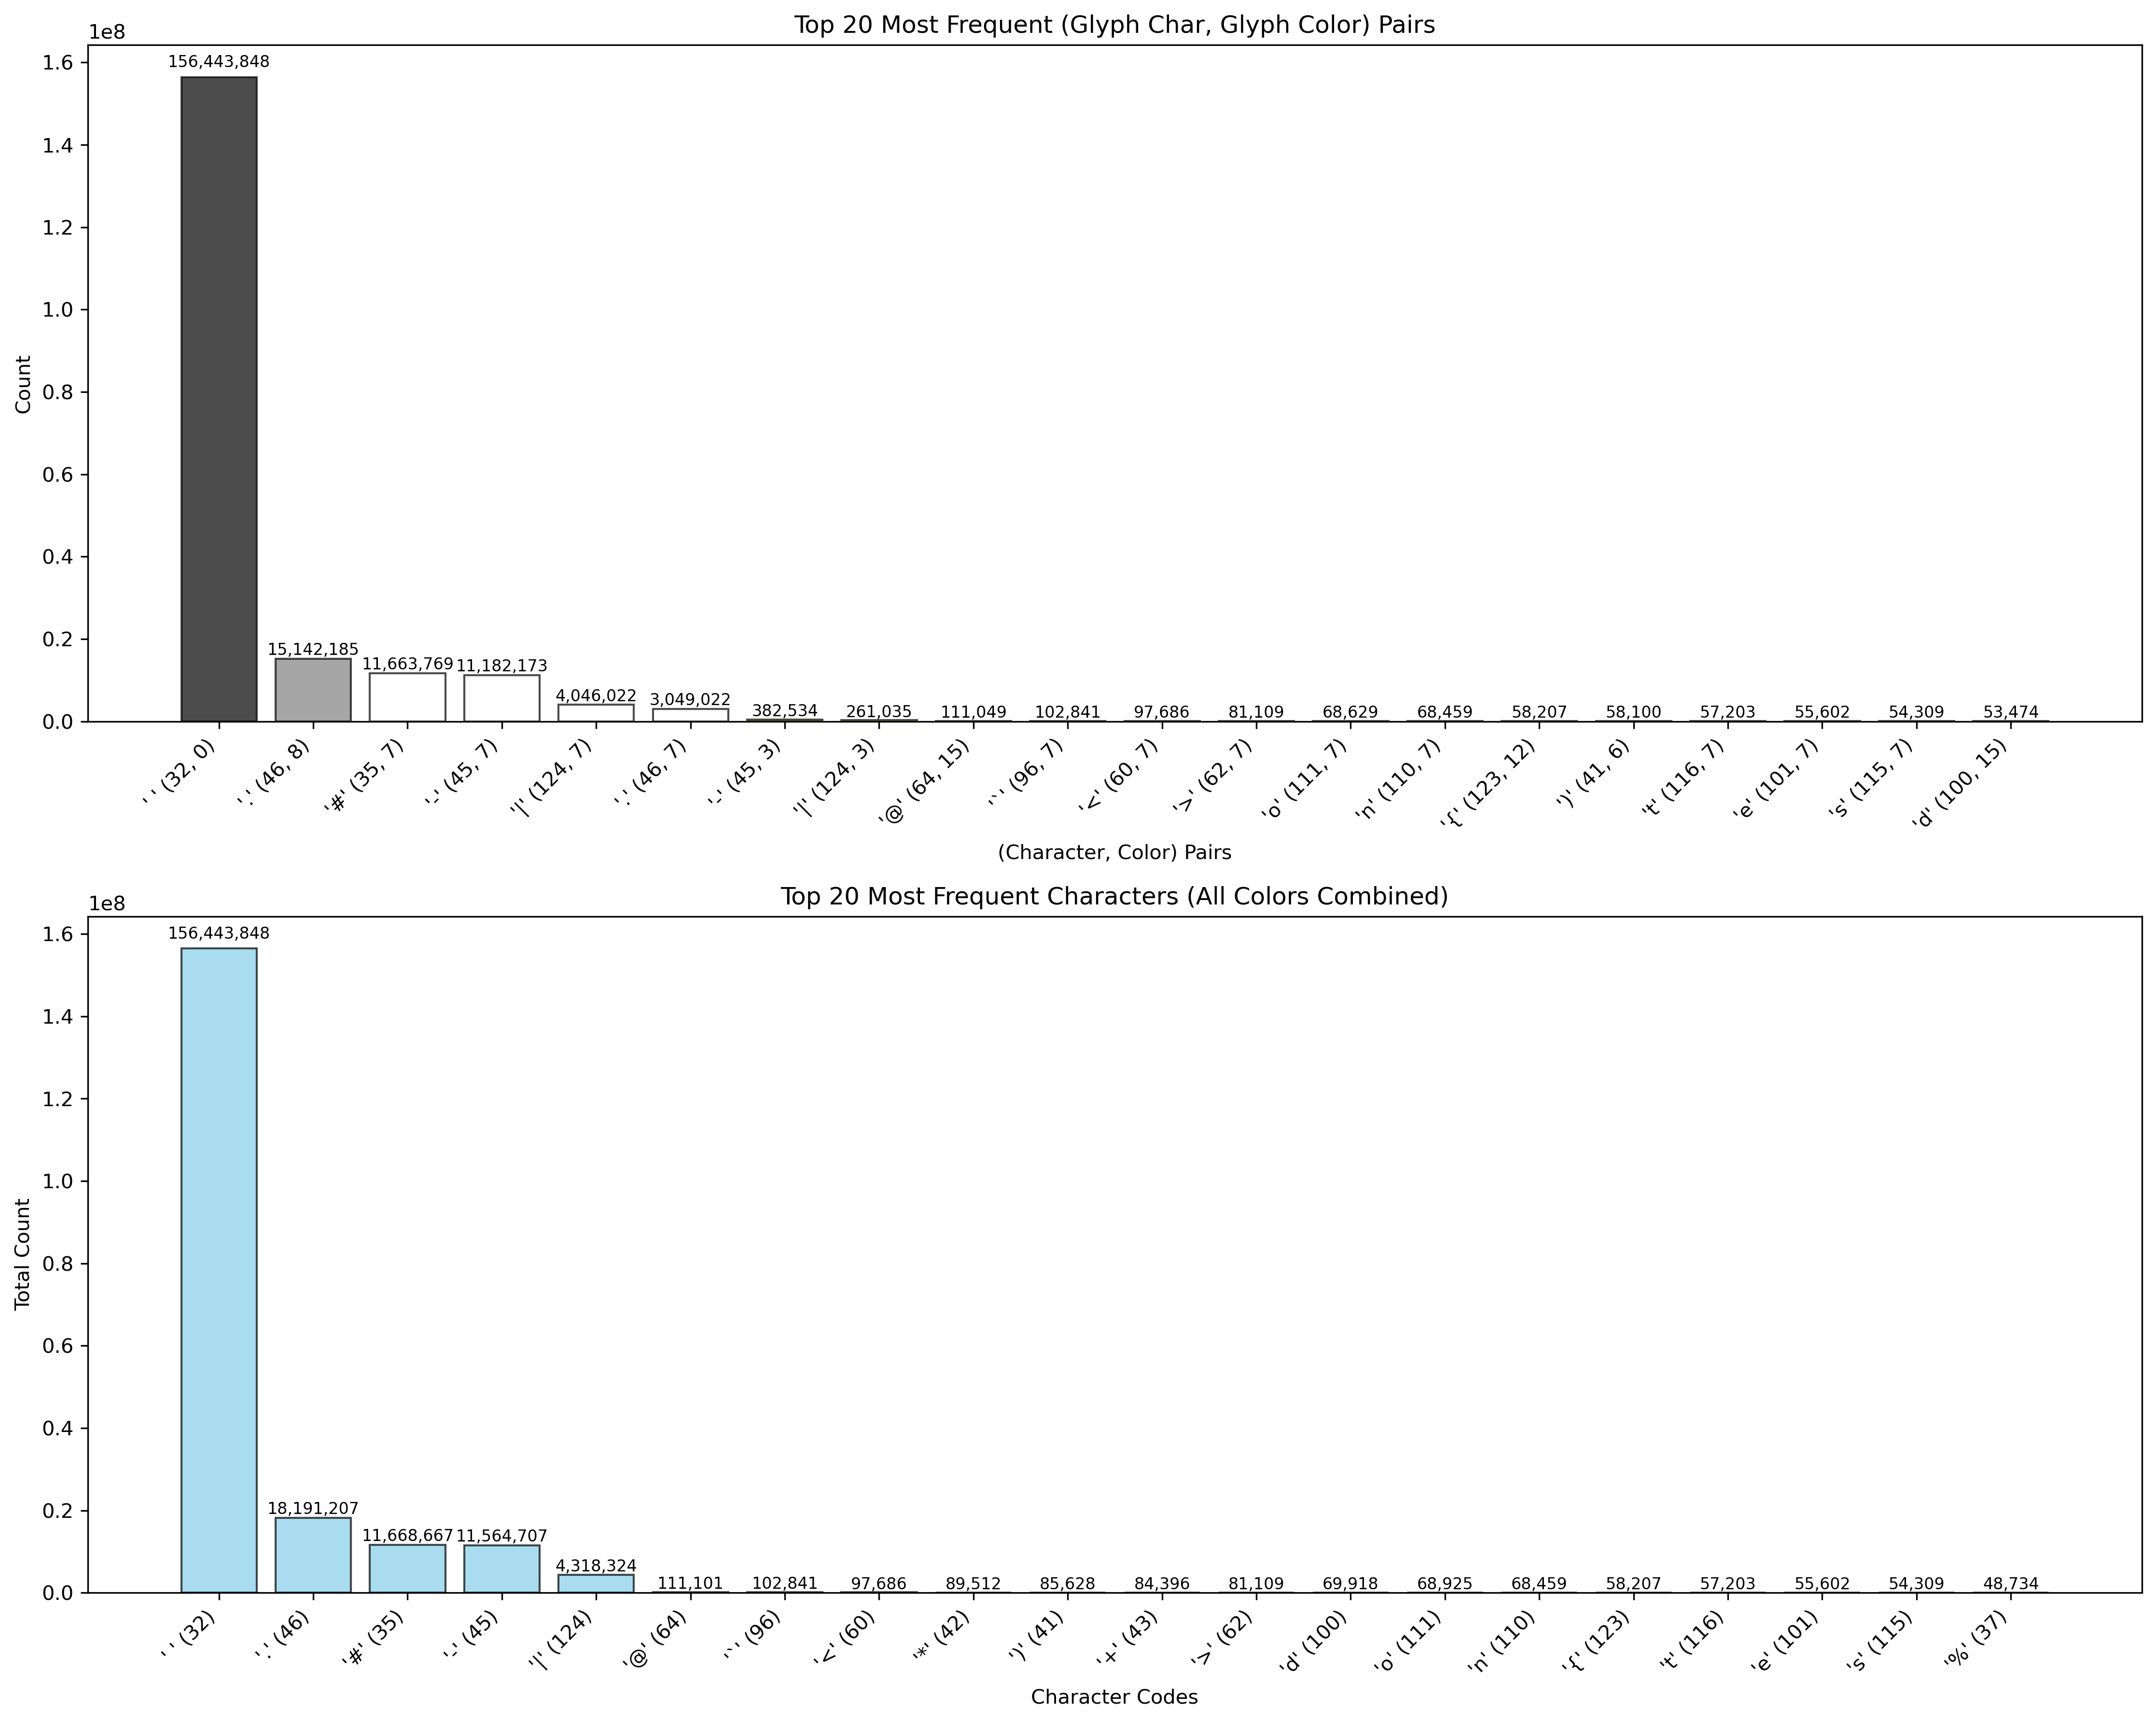 Top 20 Most Frequent (Glyph Char, Glyph Color) Pairs
1e8
1.6
1.4
1.2
1.0
0.8
0.6
0.4
0.2
0.0
Count
156,443,848
15,142,185
11,663,769
11,182,173
4,046,022
3,049,022
382,534
261,035
111,049
102,841
97,686
81,109
68,629
68,459
58,207
58,100
57,203
55,602
54,309
53,474
' ' (32, 0)
'.' (46, 8)
'#' (35, 7)
'-' (45, 7)
'|' (124, 7)
'.' (46, 7)
'-' (45, 3)
'|' (124, 3)
'@' (64, 15)
'`' (96, 7)
'<' (60, 7)
'>' (62, 7)
'o' (111, 7)
'n' (110, 7)
'{' (123, 12)
')' (41, 6)
't' (116, 7)
'e' (101, 7)
's' (115, 7)
'd' (100, 15)
(Character, Color) Pairs
Top 20 Most Frequent Characters (All Colors Combined)
1e8
1.6
1.4
1.2
1.0
0.8
0.6
0.4
0.2
0.0
Total Count
156,443,848
18,191,207
11,668,667
11,564,707
4,318,324
111,101
102,841
97,686
89,512
85,628
84,396
81,109
69,918
68,925
68,459
58,207
57,203
55,602
54,309
48,734
' ' (32)
'.' (46)
'#' (35)
'-' (45)
'|' (124)
'@' (64)
'`' (96)
'<' (60)
'*' (42)
')' (41)
'+' (43)
'>' (62)
'd' (100)
'o' (111)
'n' (110)
'{' (123)
't' (116)
'e' (101)
's' (115)
'%' (37)
Character Codes